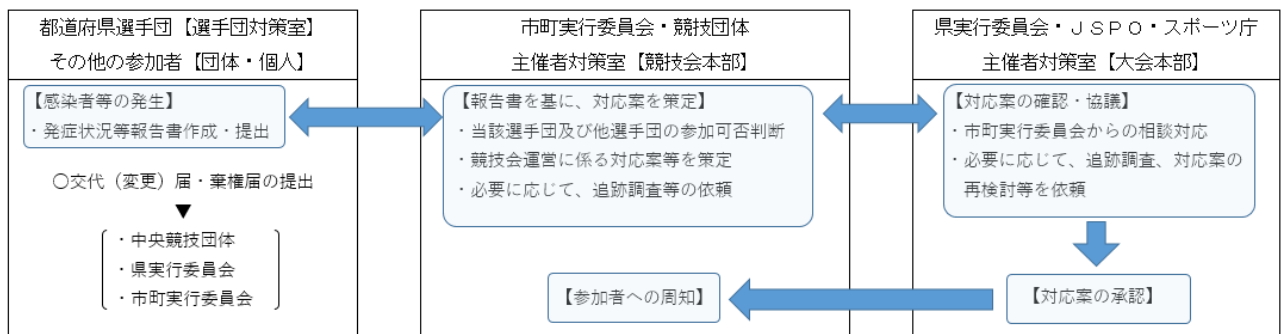 都道府県選手団【選手団対策室】
その他の参加者【団体・個人】
【感染者等の発生】
・発症状況等報告書作成・提出
〇交代（変更）届・棄権届の提出
▼
・中央競技団体
・県実行委員会
・市町実行委員会
市町実行委員会・競技団体
主催者対策室【競技会本部】
【報告書を基に、対応案を策定】
・当該選手団及び他選手団の参加可否判断
・競技会運営に係る対応案等を策定
・必要に応じて、追跡調査等の依頼
【参加者への周知】
県実行委員会・ＪＳＰＯ・スポーツ庁
主催者対策室【大会本部】
【対応案の確認・協議】
・市町実行委員会からの相談対応
・必要に応じて、追跡調査、対応案の
再検討等を依頼
【対応案の承認】